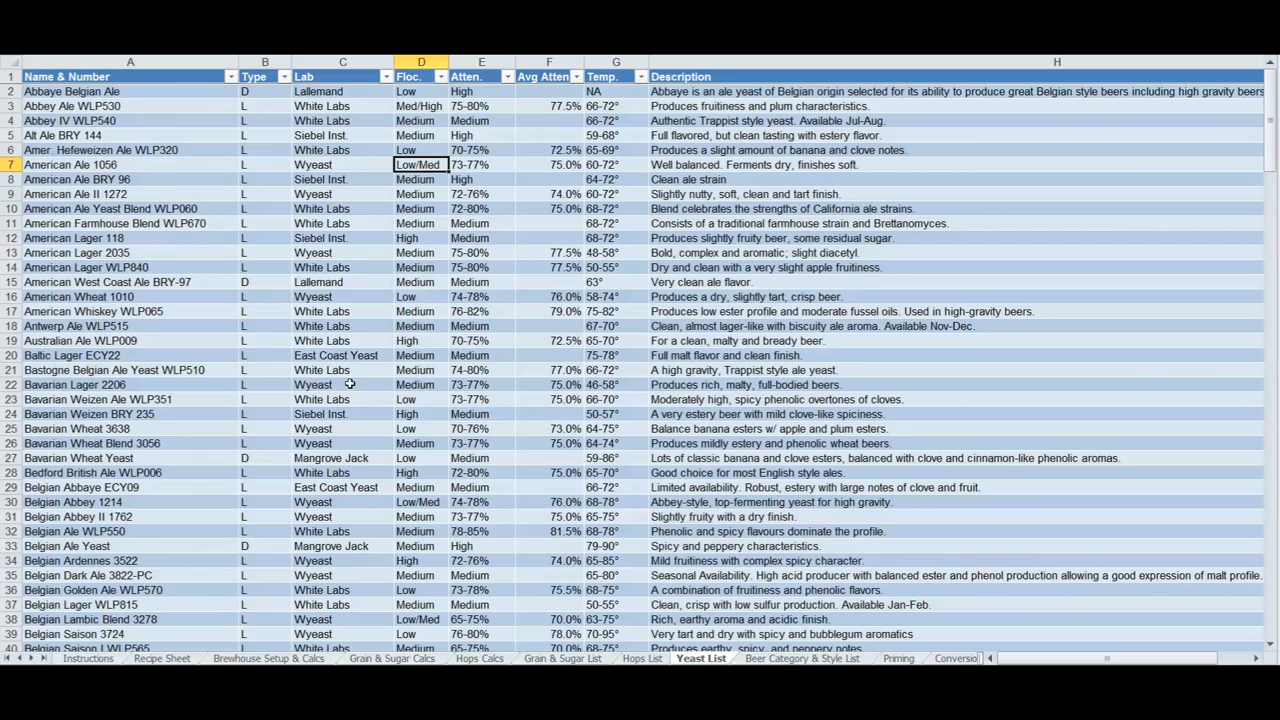 A B C D E F G H
1 Name & Number Type Lab Floc. Atten. Avg Atten Temp. Description
2 Abbaye Belgian Ale D Lallemand Low High NA Abbaye is an ale yeast of Belgian origin selected for its ability to produce great Belgian style beers including high gravity beers
3 Abbey Ale WLP530 L White Labs Med/High 75-80% 77.5% 66-72° Produces fruitiness and plum characteristics.
4 Abbey IV WLP540 L White Labs Medium Medium 66-72° Authentic Trappist style yeast. Available Jul-Aug.
5 Alt Ale BRY 144 L Siebel Inst. Medium High 59-68° Full flavored, but clean tasting with estery flavor.
6 Amer. Hefeweizen Ale WLP320 L White Labs Low 70-75% 72.5% 65-69° Produces a slight amount of banana and clove notes.
7 American Ale 1056 L Wyeast Low/Med 73-77% 75.0% 60-72° Well balanced. Ferments dry, finishes soft.
8 American Ale BRY 96 L Siebel Inst. Medium High 64-72° Clean ale strain
9 American Ale II 1272 L Wyeast Medium 72-76% 74.0% 60-72° Slightly nutty, soft, clean and tart finish.
10 American Ale Yeast Blend WLP060 L White Labs Medium 72-80% 75.0% 68-72° Blend celebrates the strengths of California ale strains.
11 American Farmhouse Blend WLP670 L White Labs Medium Medium 68-72° Consists of a traditional farmhouse strain and Brettanomyces.
12 American Lager 118 L Siebel Inst. High Medium 68-72° Produces slightly fruity beer, some residual sugar.
13 American Lager 2035 L Wyeast Medium 75-80% 77.5% 48-58° Bold, complex and aromatic; slight diacetyl.
14 American Lager WLP840 L White Labs Medium 75-80% 77.5% 50-55° Dry and clean with a very slight apple fruitiness.
15 American West Coast Ale BRY-97 D Lallemand Medium Medium 63° Very clean ale flavor.
16 American Wheat 1010 L Wyeast Low 74-78% 76.0% 58-74° Produces a dry, slightly tart, crisp beer.
17 American Whiskey WLP065 L White Labs Medium 76-82% 79.0% 75-82° Produces low ester profile and moderate fussel oils. Used in high-gravity beers.
18 Antwerp Ale WLP515 L White Labs Medium Medium 67-70° Clean, almost lager-like with biscuity ale aroma. Available Nov-Dec.
19 Australian Ale WLP009 L White Labs High 70-75% 72.5% 65-70° For a clean, malty and bready beer.
20 Baltic Lager ECY22 L East Coast Yeast Medium Medium 75-78° Full malt flavor and clean finish.
21 Bastogne Belgian Ale Yeast WLP510 L White Labs Medium 74-80% 77.0% 66-72° A high gravity, Trappist style ale yeast.
22 Bavarian Lager 2206 L Wyeast Medium 73-77% 75.0% 46-58° Produces rich, malty, full-bodied beers.
23 Bavarian Weizen Ale WLP351 L White Labs Low 73-77% 75.0% 66-70° Moderately high, spicy phenolic overtones of cloves.
24 Bavarian Weizen BRY 235 L Siebel Inst. High Medium 50-57° A very estery beer with mild clove-like spiciness.
25 Bavarian Wheat 3638 L Wyeast Low 70-76% 73.0% 64-75° Balance banana esters w/ apple and plum esters.
26 Bavarian Wheat Blend 3056 L Wyeast Medium 73-77% 75.0% 64-74° Produces mildly estery and phenolic wheat beers.
27 Bavarian Wheat Yeast D Mangrove Jack Low Medium 59-86° Lots of classic banana and clove esters, balanced with clove and cinnamon-like phenolic aromas.
28 Bedford British Ale WLP006 L White Labs High 72-80% 75.0% 65-70° Good choice for most English style ales.
29 Belgian Abbaye ECY09 L East Coast Yeast Medium Medium 66-72° Limited availability. Robust, estery with large notes of clove and fruit.
30 Belgian Abbey 1214 L Wyeast Low/Med 74-78% 76.0% 68-78° Abbey-style, top-fermenting yeast for high gravity.
31 Belgian Abbey II 1762 L Wyeast Medium 73-77% 75.0% 65-75° Slightly fruity with a dry finish.
32 Belgian Ale WLP550 L White Labs Medium 78-85% 81.5% 68-78° Phenolic and spicy flavours dominate the profile.
33 Belgian Ale Yeast D Mangrove Jack Medium High 79-90° Spicy and peppery characteristics.
34 Belgian Ardennes 3522 L Wyeast High 72-76% 74.0% 65-85° Mild fruitiness with complex spicy character.
35 Belgian Dark Ale 3822-PC L Wyeast Medium Medium 65-80° Seasonal Availability. High acid producer with balanced ester and phenol production allowing a good expression of malt profile.
36 Belgian Golden Ale WLP570 L White Labs Low 73-78% 75.5% 68-75° A combination of fruitiness and phenolic flavors.
37 Belgian Lager WLP815 L White Labs Medium Medium 50-55° Clean, crisp with low sulfur production. Available Jan-Feb.
38 Belgian Lambic Blend 3278 L Wyeast Low/Med 65-75% 70.0% 63-75° Rich, earthy aroma and acidic finish.
39 Belgian Saison 3724 L Wyeast Low 76-80% 78.0% 70-95° Very tart and dry with spicy and bubblegum aromatics
40 Belgian Saison I WLP565 L White Labs Medium 65-75% 70.0% 68-75° Produces earthy, spicy, and peppery notes.
Instructions Recipe Sheet Brewhouse Setup & Calcs Grain & Sugar Calcs Hops Calcs Grain & Sugar List Hops List Yeast List Beer Category & Style List Priming Conversio